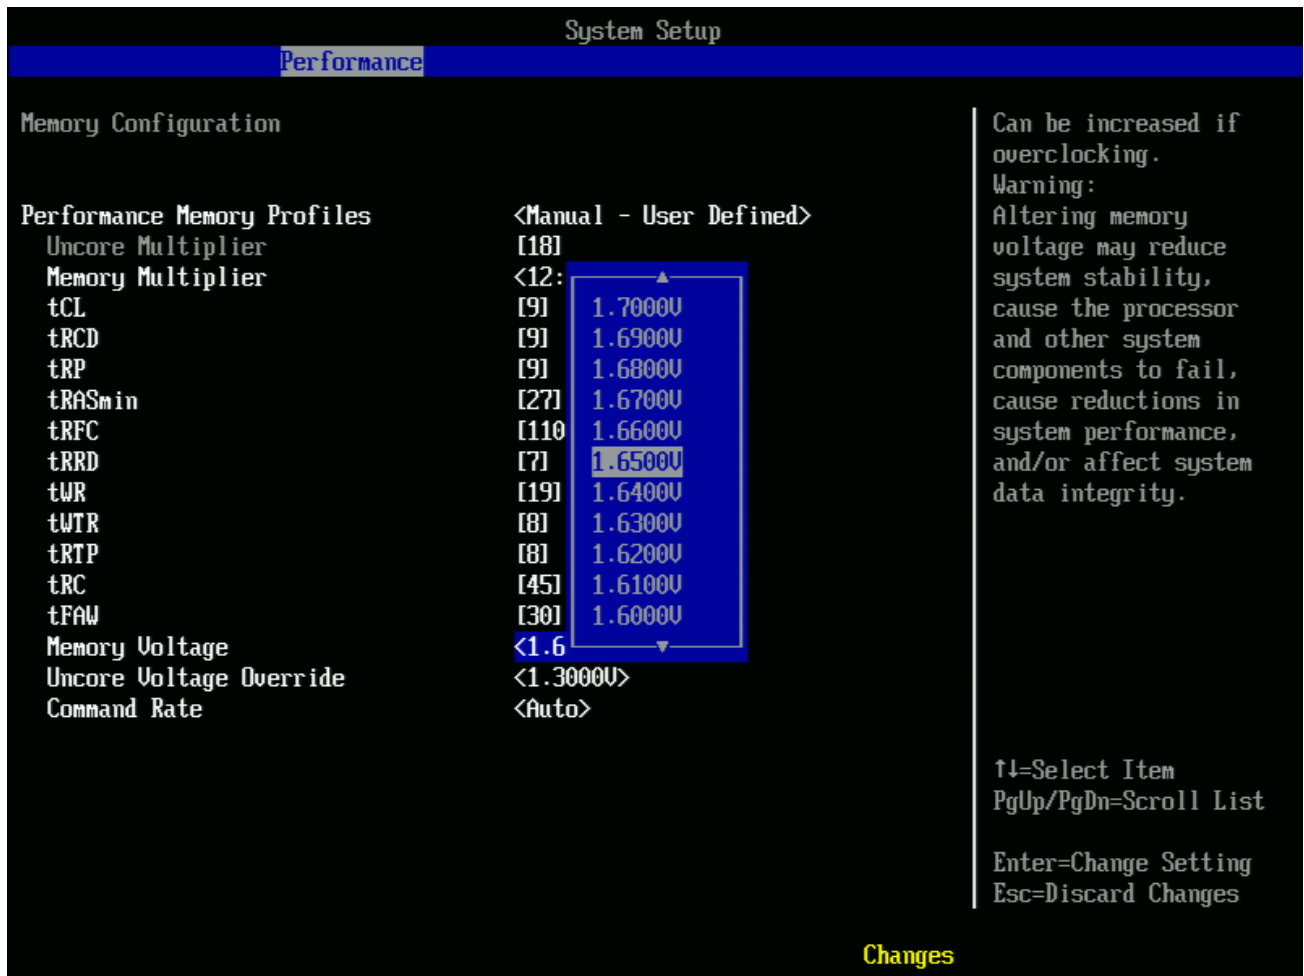 System Setup
Performance
Memory Configuration
Performance Memory Profiles <Manual - User Defined>
Uncore Multiplier [18]
Memory Multiplier <12:
tCL [9] 1.7000V
tRCD [9] 1.6900V
tRP [9] 1.6800V
tRASmin [27] 1.6700V
tRFC [110 1.6600V
tRRD [7] 1.6500V
tWR [19] 1.6400V
tWTR [8] 1.6300V
tRTP [8] 1.6200V
tRC [45] 1.6100V
tFAW [30] 1.6000V
Memory Voltage <1.6
Uncore Voltage Override <1.3000V>
Command Rate <Auto>
Can be increased if
overclocking.
Warning:
Altering memory
voltage may reduce
system stability,
cause the processor
and other system
components to fail,
cause reductions in
system performance,
and/or affect system
data integrity.
↑↓=Select Item
PgUp/PgDn=Scroll List
Enter=Change Setting
Esc=Discard Changes
Changes